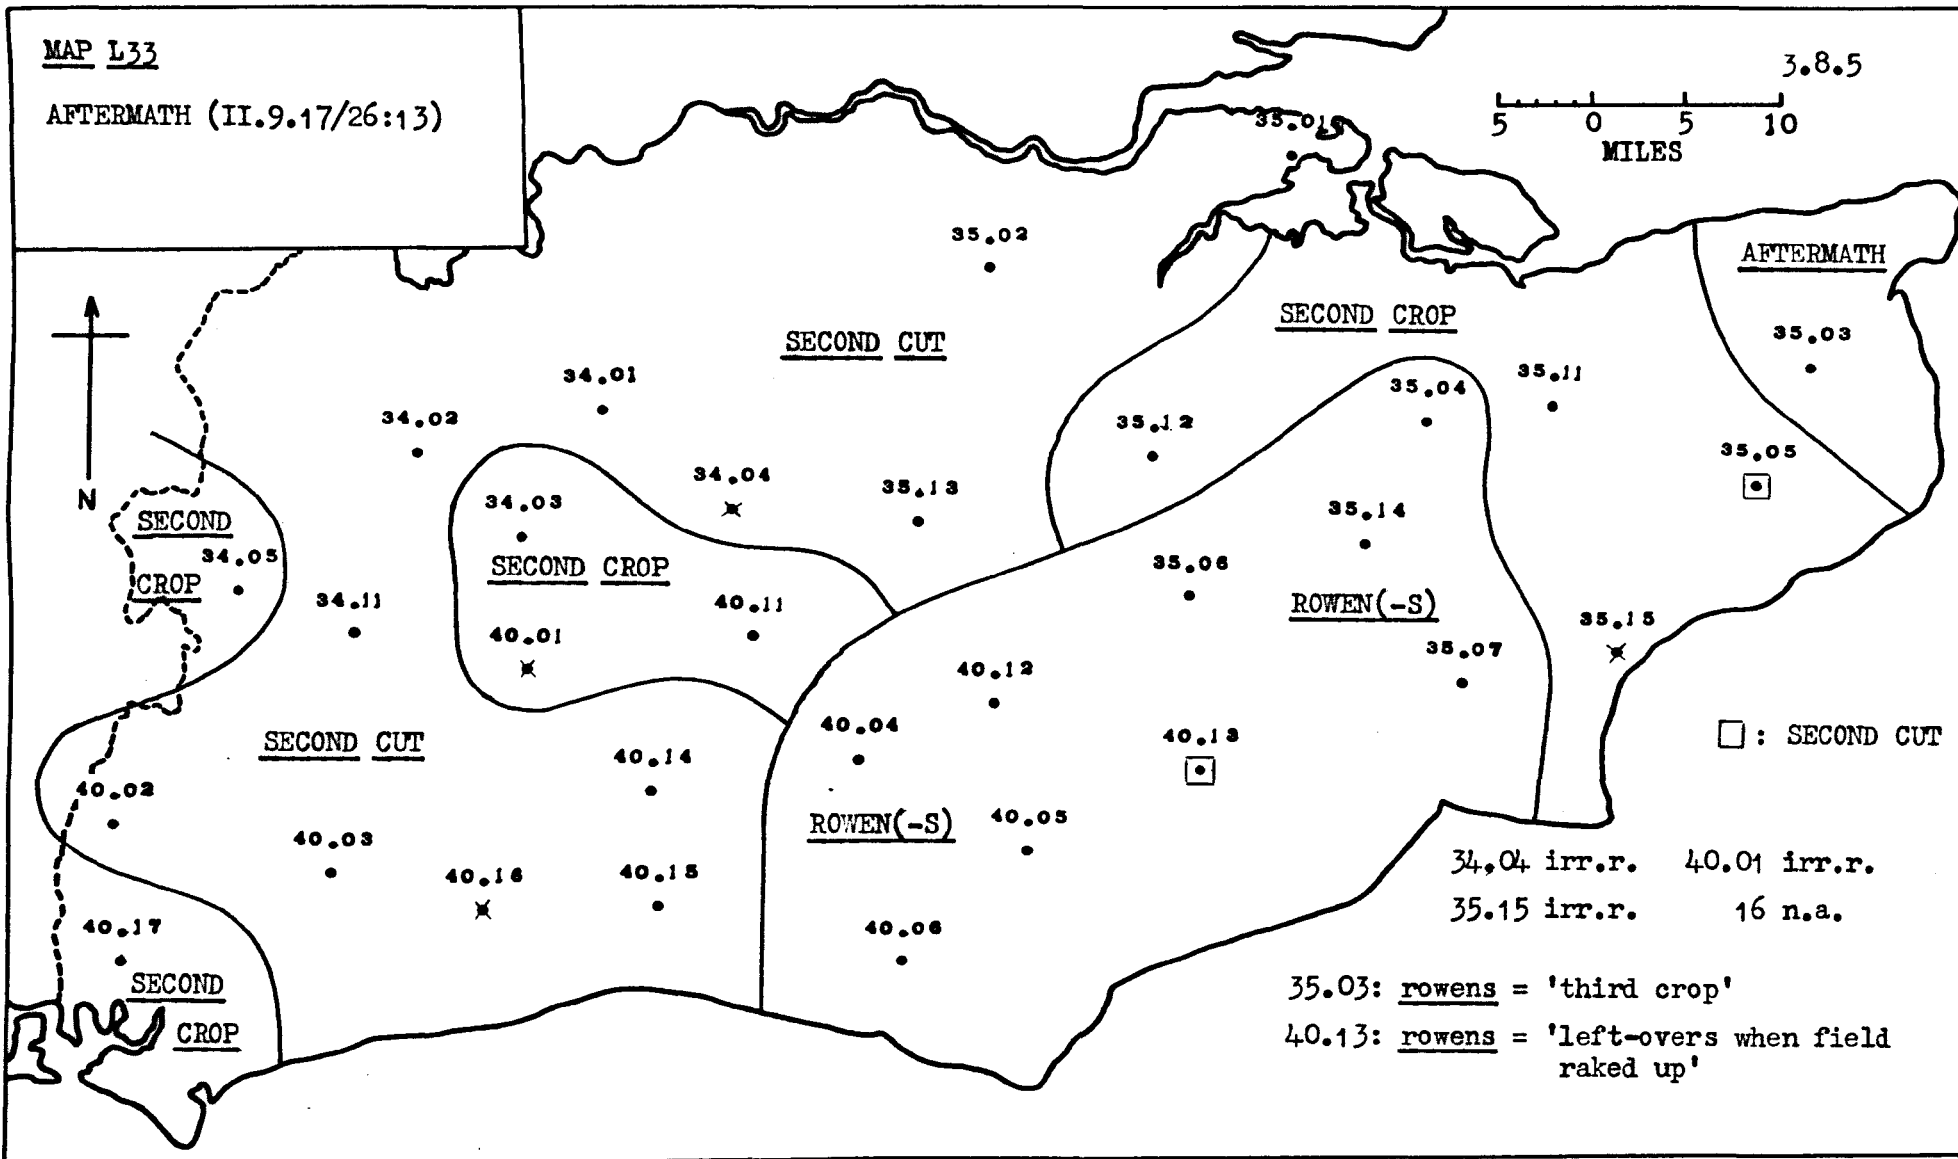 MAP L33
AFTERMATH (II.9.17/26:13)
3.8.5
5 0 5 10
MILES
35.01
35.02
AFTERMATH
SECOND CROP
35.03
SECOND CUT
34.01
34.02
35.04
35.11
35.12
35.05
34.04
35.13
34.03
35.14
N
SECOND
CROP
34.05
SECOND CROP
35.06
34.11
40.11
ROWEN(-S)
40.01
35.15
35.07
40.12
40.04
40.13
SECOND CUT
40.14
□: SECOND CUT
40.02
40.03
ROWEN(-S)
40.05
40.16
40.15
34.04 irr.r. 40.01 irr.r.
35.15 irr.r. 16 n.a.
40.17
40.06
SECOND
CROP
35.03: rowens = 'third crop'
40.13: rowens = 'left-overs when field
raked up'